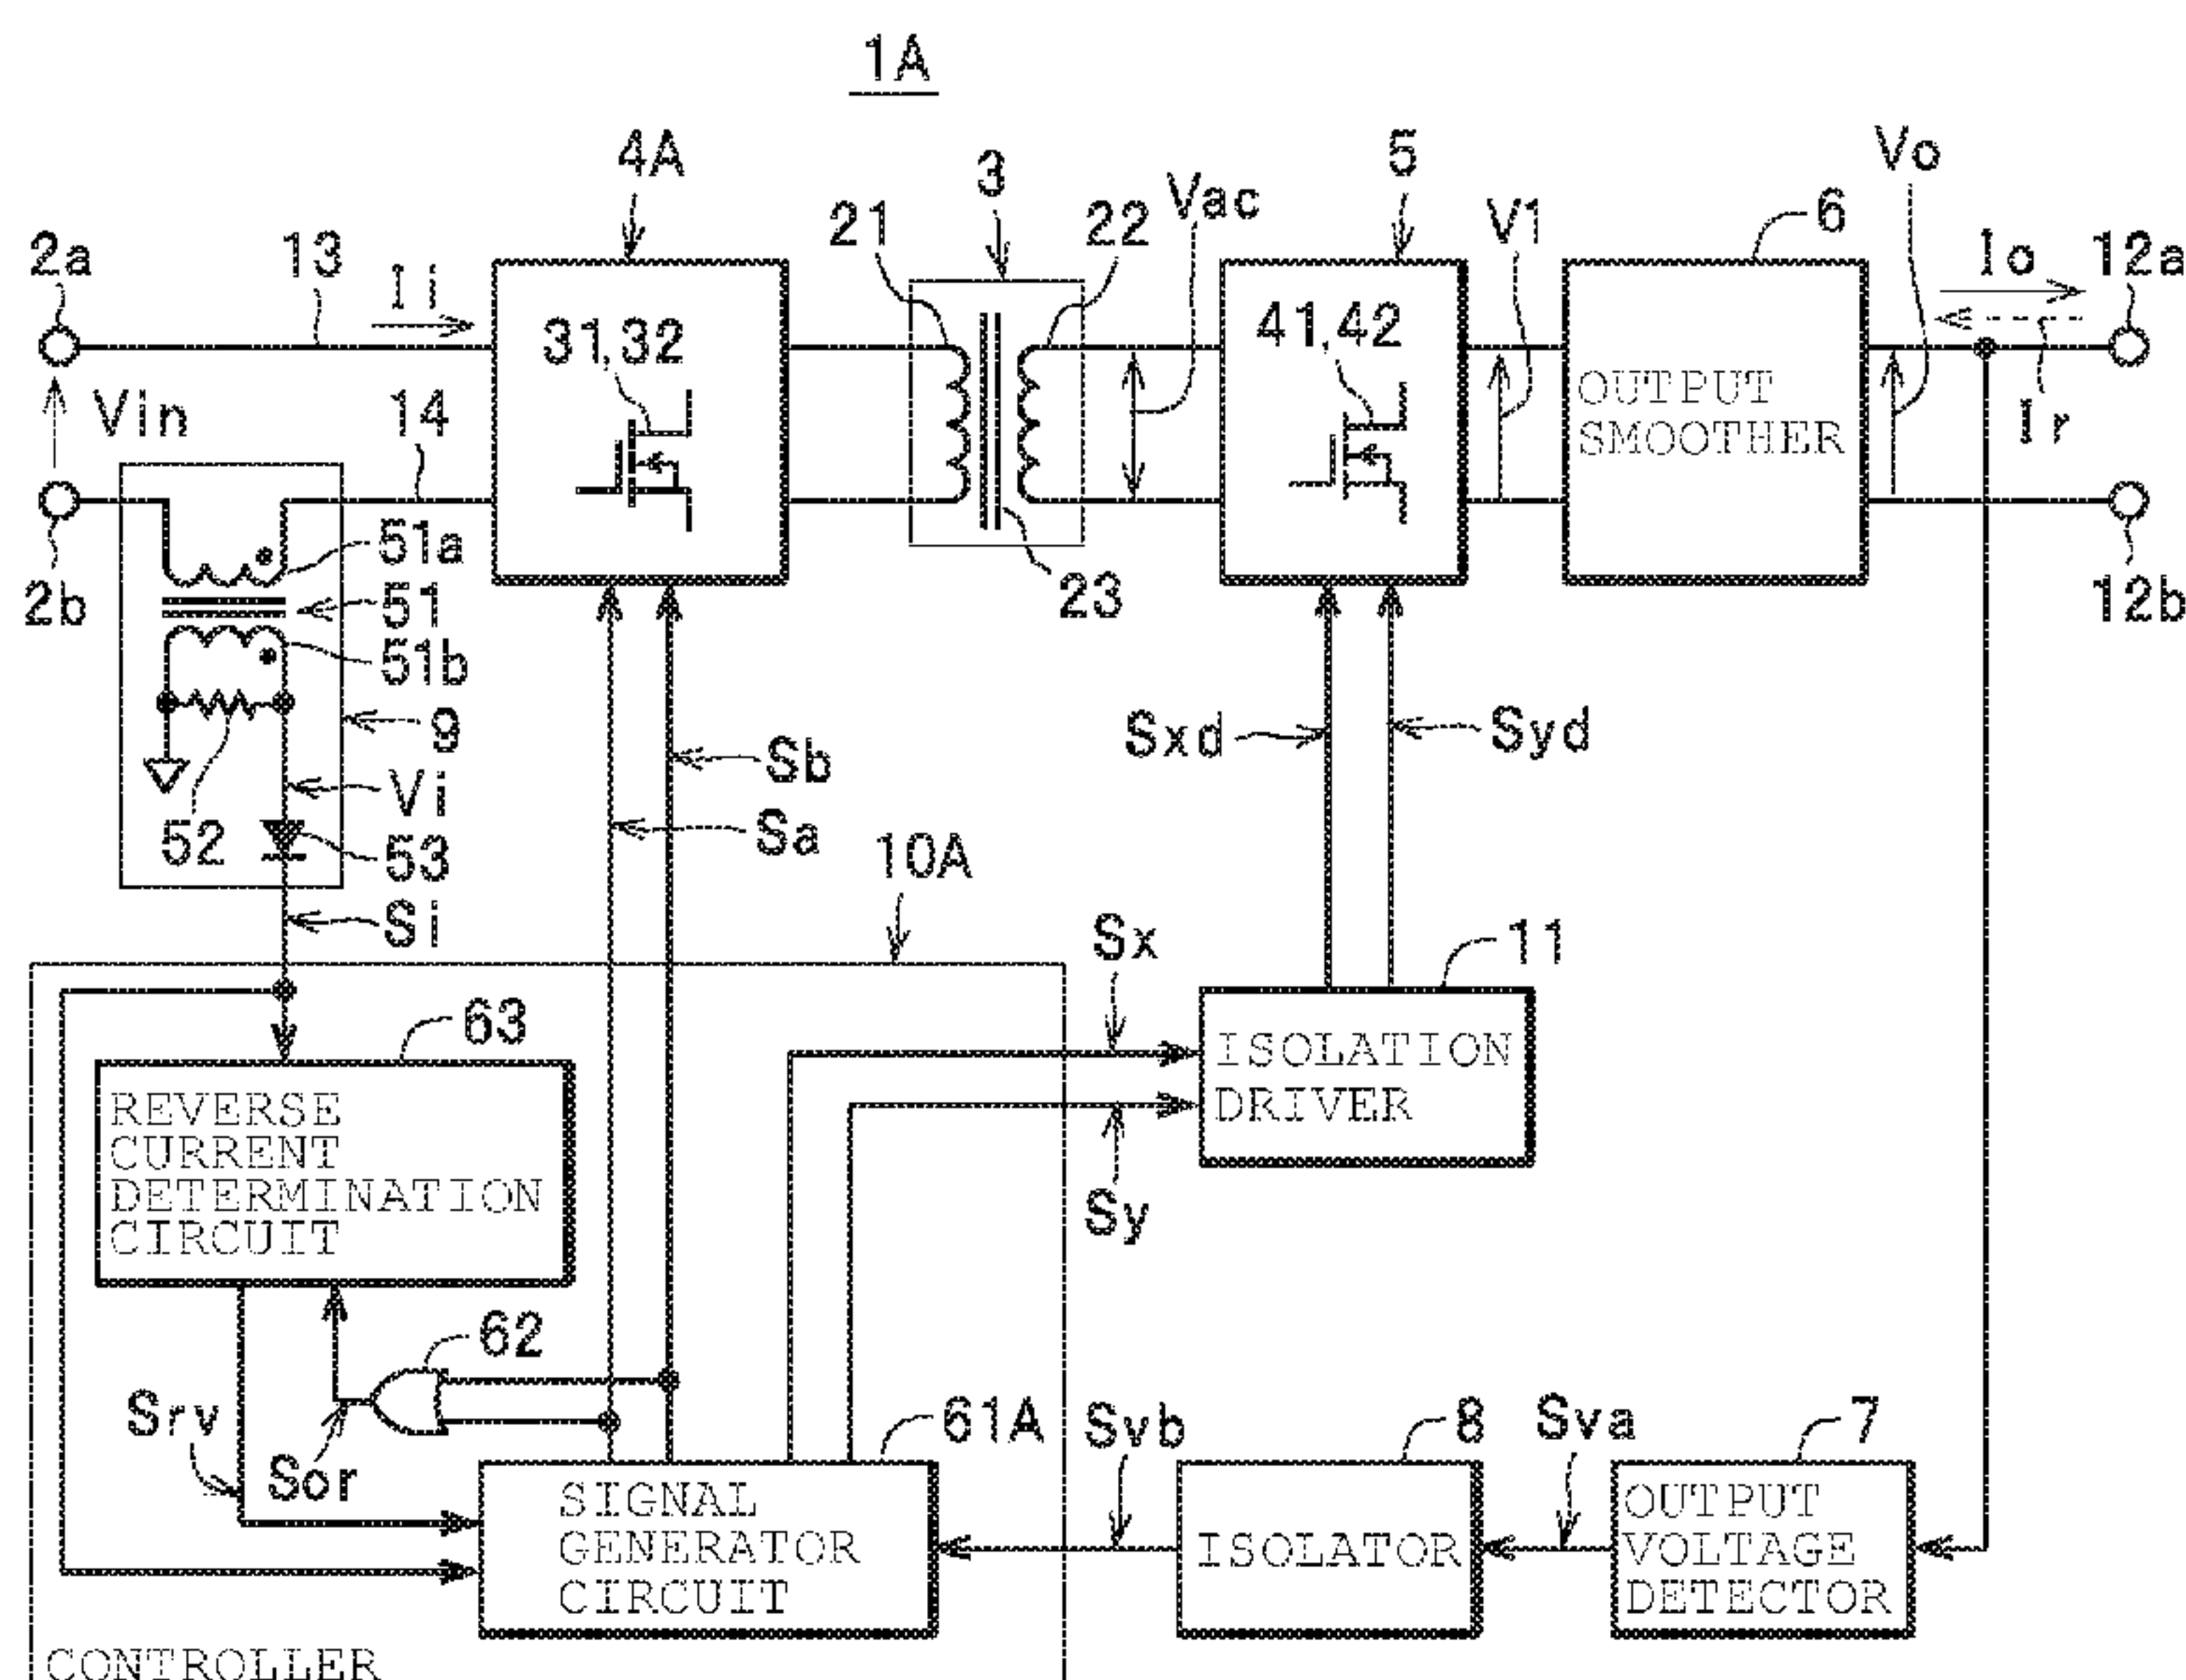 1A
4A
3
5
Vo
2a
13
Ii
21
Vac
22
V1
6
Io
12a
31,32
41,42
OUTPUT
SMOOTHER
Ir
Vin
14
51a
2b
51
51b
23
12b
9
Sxd
Syd
Vi
Sb
52
53
Sa
10A
Si
Sx
11
63
ISOLATION
DRIVER
REVERSE
CURRENT
DETERMINATION
CIRCUIT
Sy
62
Srv
Sor
61A
Svb
8
Sva
7
SIGNAL
GENERATOR
CIRCUIT
ISOLATOR
OUTPUT
VOLTAGE
DETECTOR
CONTROLLER